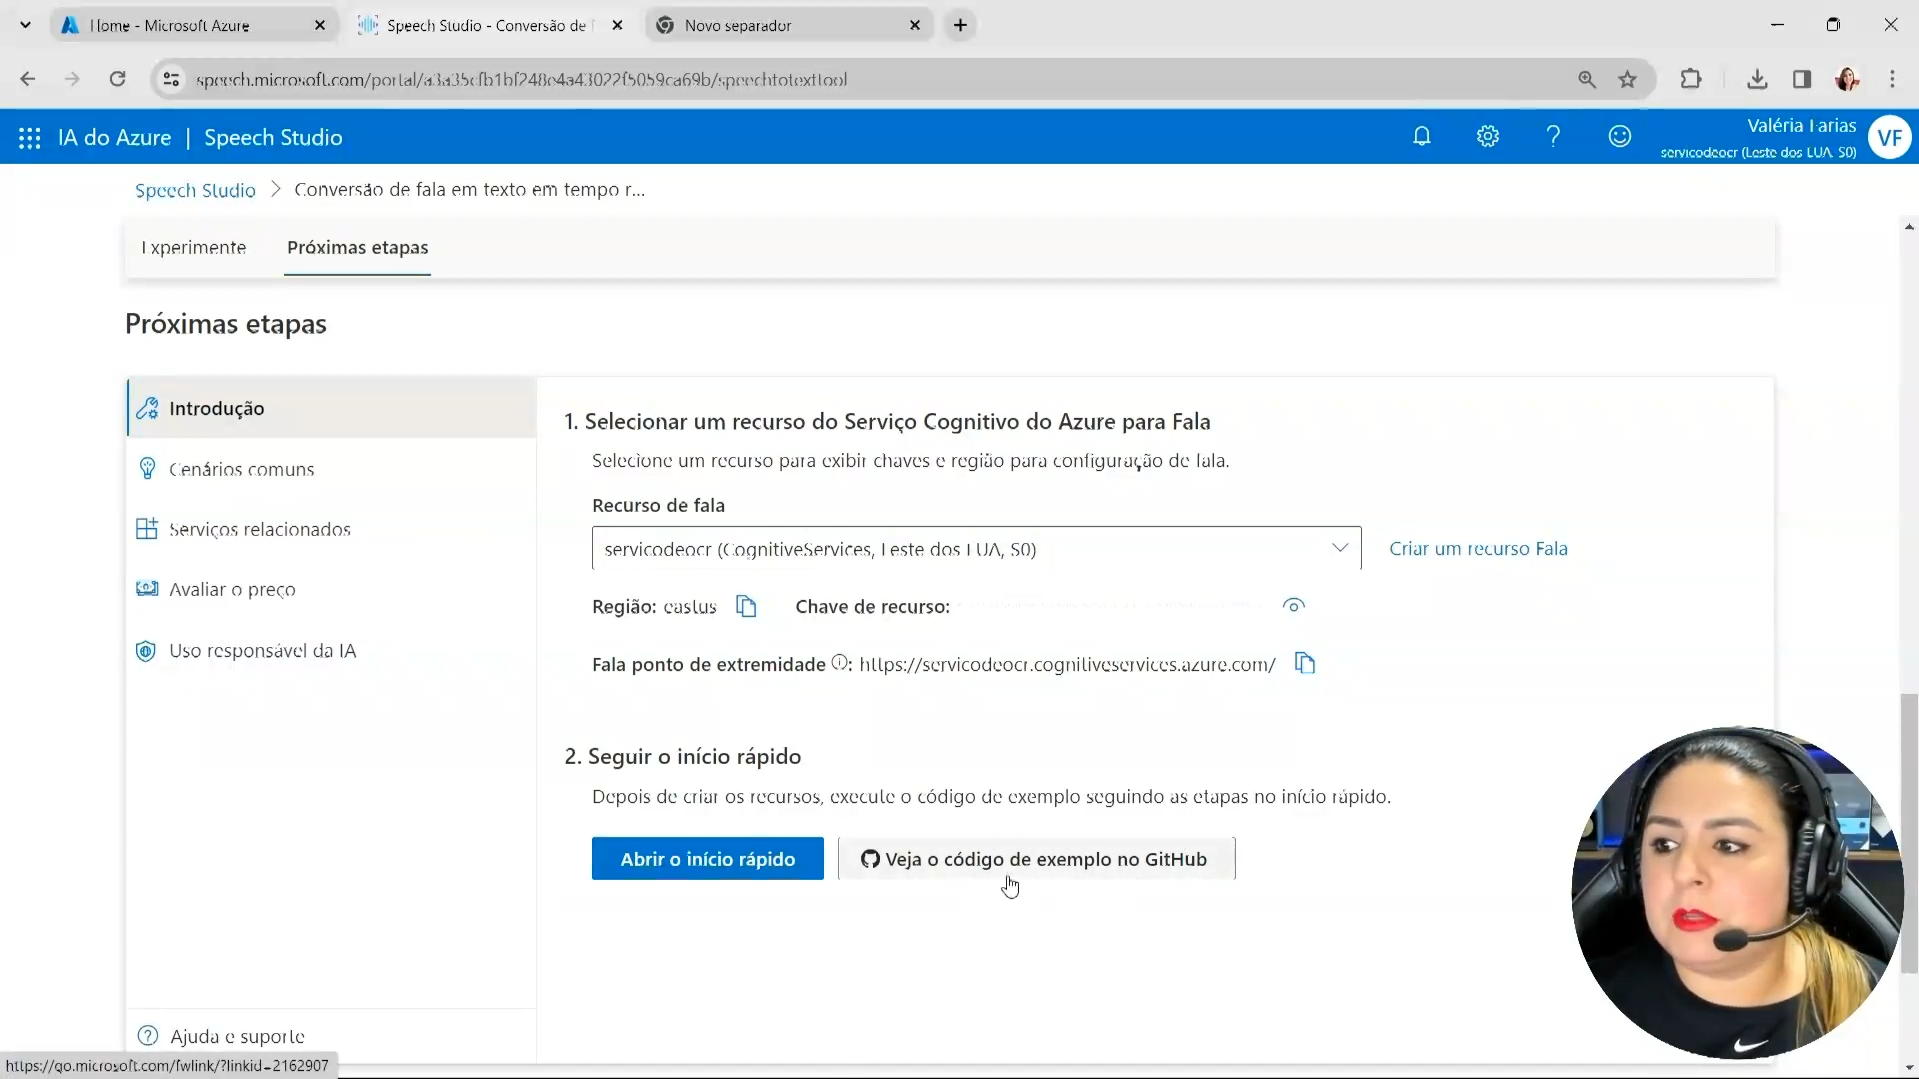 Home - Microsoft Azure
Speech Studio - Conversão de f
Novo separador
speech.microsoft.com/portal/a3a35cfb1bf248e4a43022f5059ca69b/speechtotexttool
IA do Azure | Speech Studio
Valéria Farias
servicodeocr (Leste dos EUA, S0)
VF
Speech Studio > Conversão de fala em texto em tempo r...
Experimente
Próximas etapas
Próximas etapas
Introdução
Cenários comuns
Serviços relacionados
Avaliar o preço
Uso responsável da IA
Ajuda e suporte
1. Selecionar um recurso do Serviço Cognitivo do Azure para Fala
Selecione um recurso para exibir chaves e região para configuração de fala.
Recurso de fala
servicodeocr (CognitiveServices, Leste dos EUA, S0)
Criar um recurso Fala
Região: eastus
Chave de recurso:
Fala ponto de extremidade : https://servicodeocr.cognitiveservices.azure.com/
2. Seguir o início rápido
Depois de criar os recursos, execute o código de exemplo seguindo as etapas no início rápido.
Abrir o início rápido
Veja o código de exemplo no GitHub
https://go.microsoft.com/fwlink/?linkid=2162907